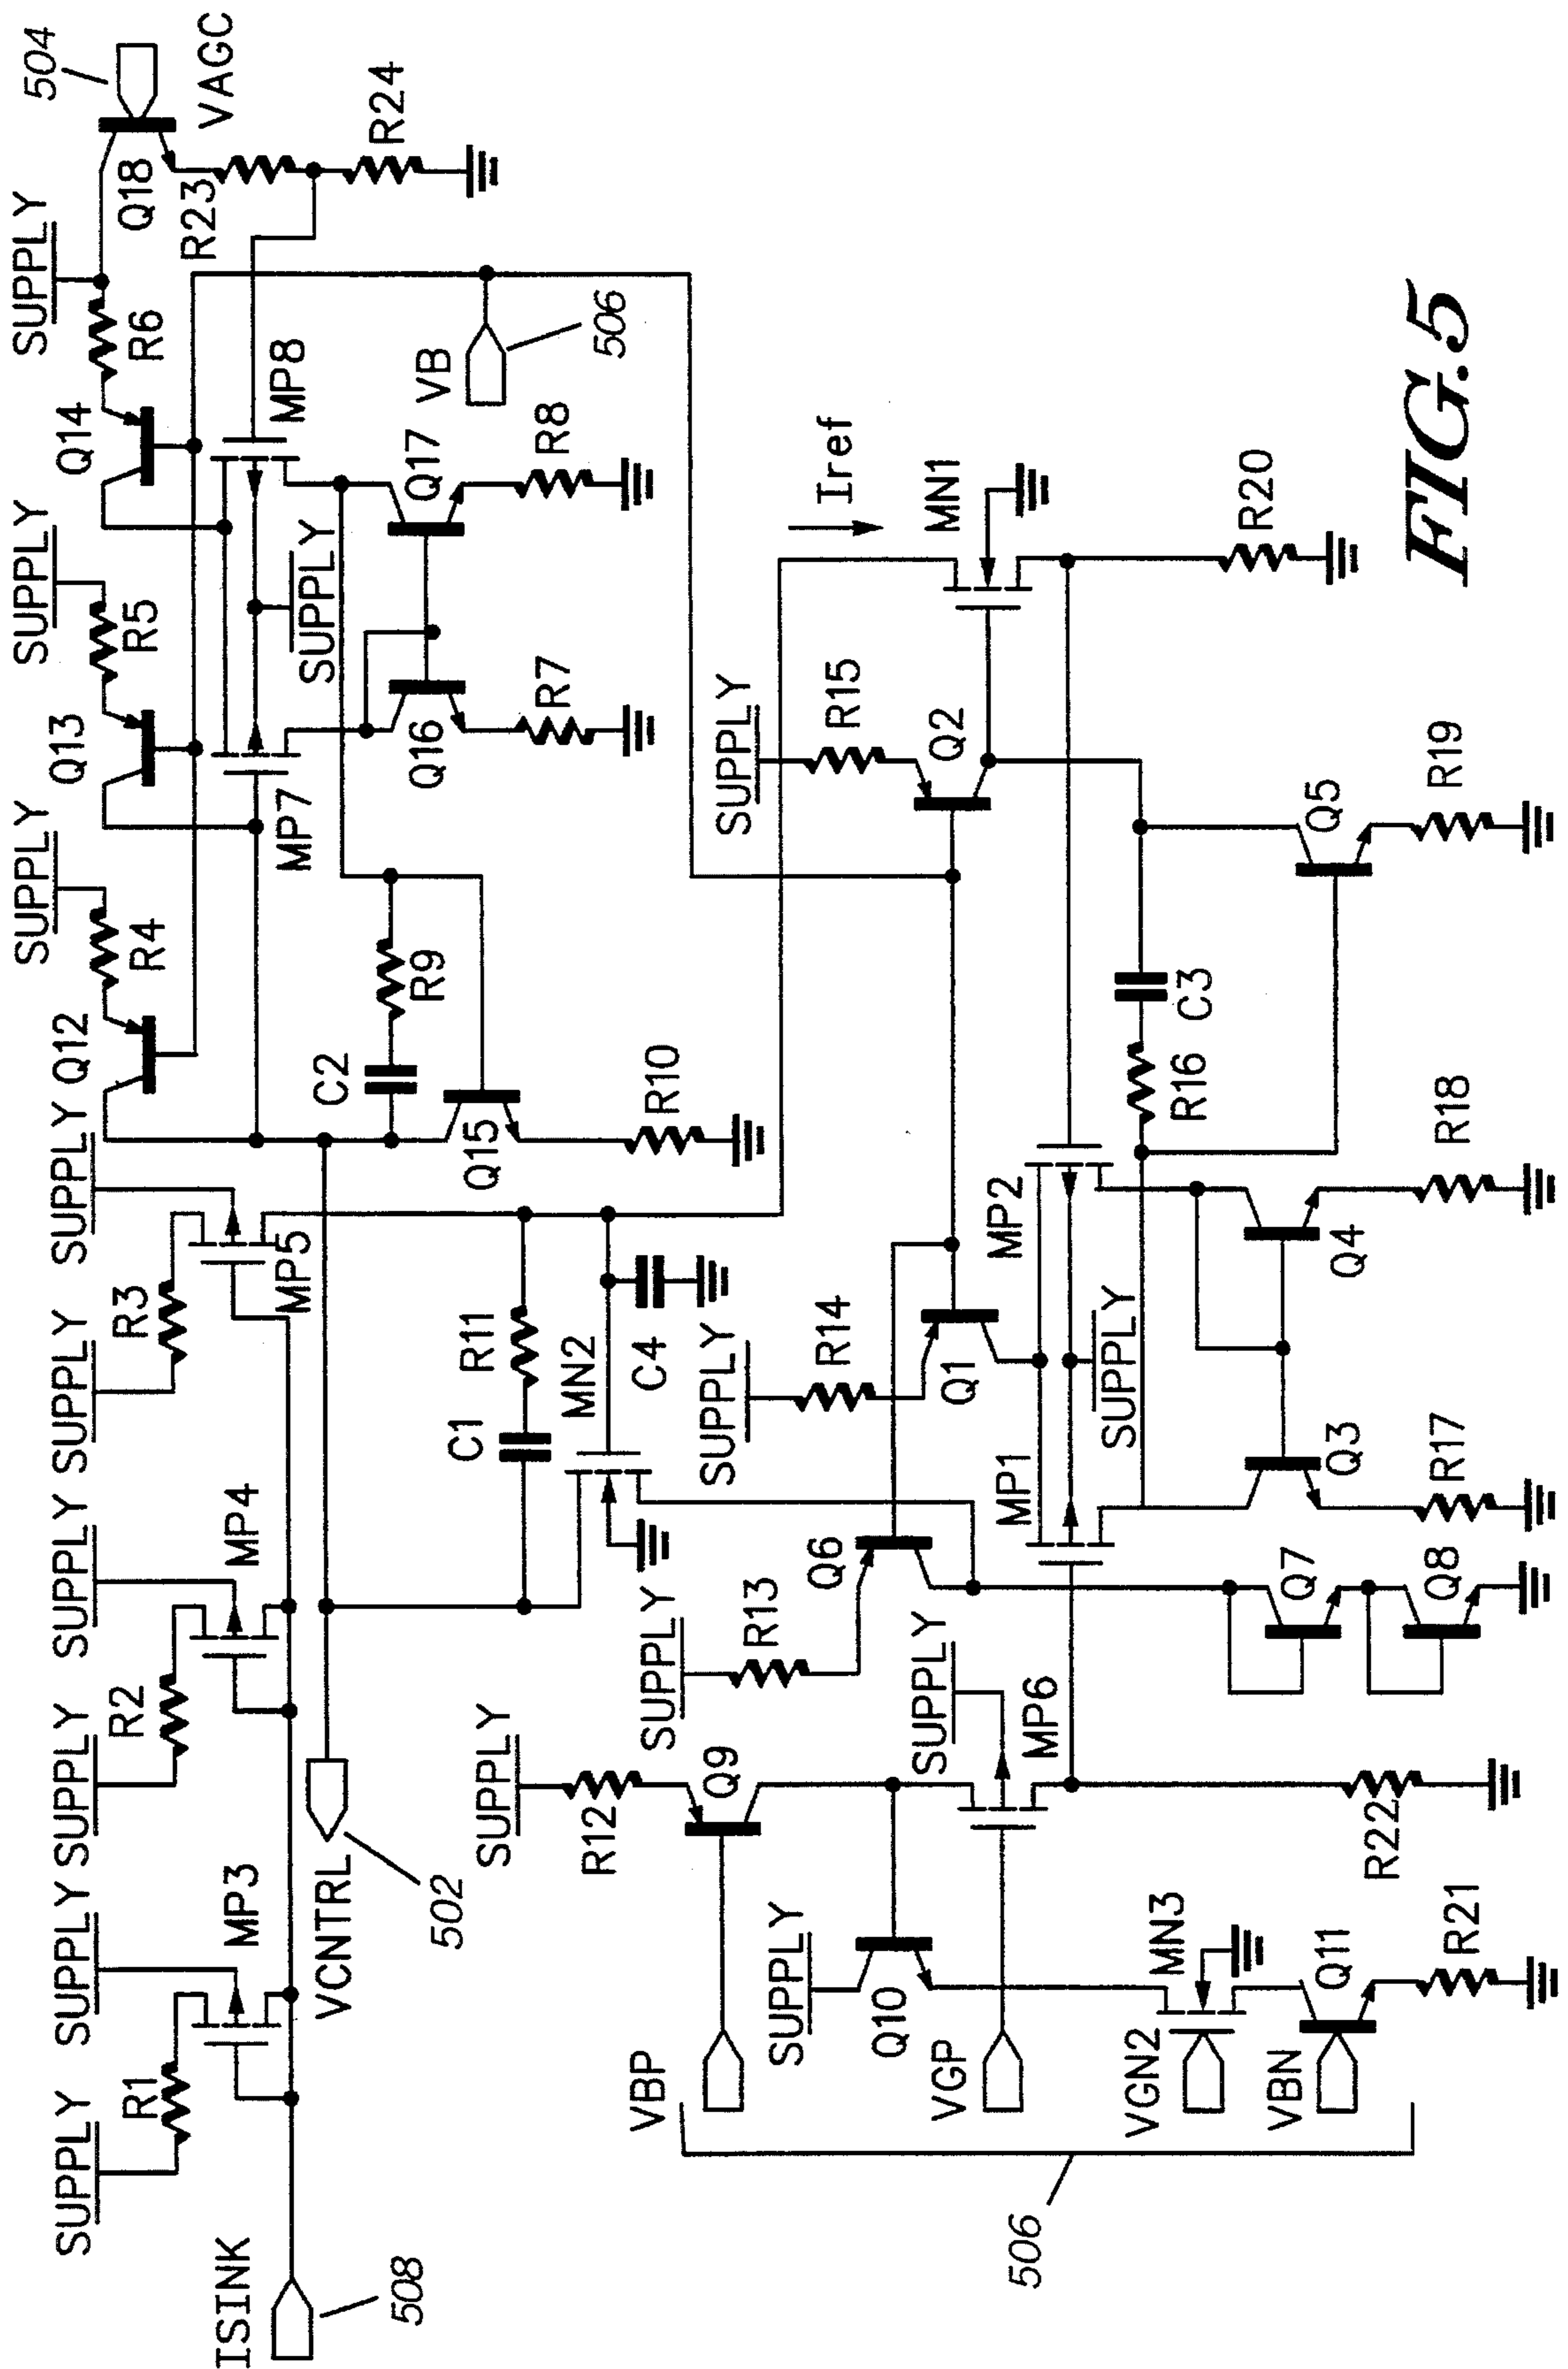 SUPPLY
SUPPLY
SUPPLY
SUPPLY
SUPPLY
SUPPLY
SUPPLY
SUPPLY
SUPPLY
504
R1
R2
R3
Q12
R4
Q13
R5
Q14
R6
Q18
VAGC
MP3
MP4
MP5
R23
R24
ISINK
508
VCNTRL
502
MP7
SUPPLY
MP8
C2
R9
Q16
Q17
VB
506
Q15
R10
R7
R8
C1
R11
MN2
C4
SUPPLY
R12
Q9
SUPPLY
R13
Q6
SUPPLY
R14
Q1
SUPPLY
R15
Q2
Iref
MN1
VBP
SUPPLY
Q10
SUPPLY
VGP
MP6
MP1
MP2
SUPPLY
R16
C3
R20
VGN2
MN3
VBN
Q11
R21
R22
Q7
Q8
Q3
R17
Q4
R18
Q5
R19
506
FIG.5